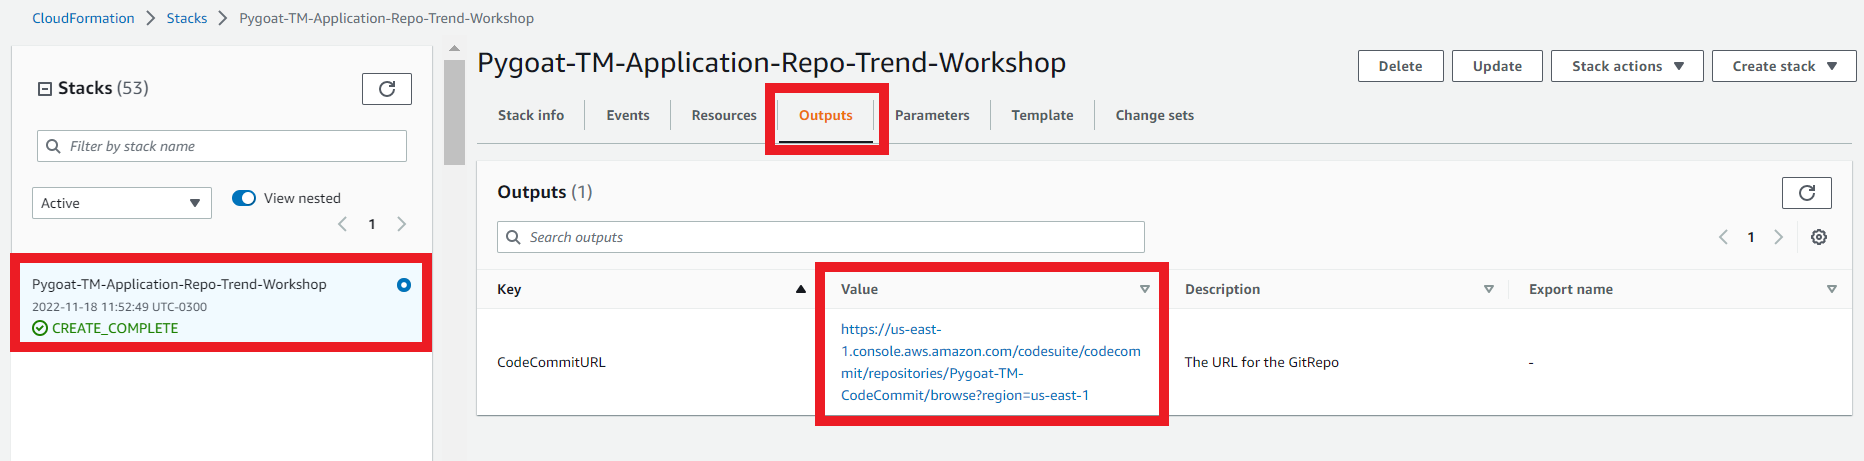 CloudFormation > Stacks > Pygoat-TM-Application-Repo-Trend-Workshop
Stacks (53)
Filter by stack name
Active
View nested
1
Pygoat-TM-Application-Repo-Trend-Workshop
2022-11-18 11:52:49 UTC-0300
CREATE_COMPLETE
Pygoat-TM-Application-Repo-Trend-Workshop
Delete
Update
Stack actions
Create stack
Stack info
Events
Resources
Outputs
Parameters
Template
Change sets
Outputs (1)
Search outputs
1
Key
Value
Description
Export name
CodeCommitURL
https://us-east-
1.console.aws.amazon.com/codesuite/codecom
mit/repositories/Pygoat-TM-
CodeCommit/browse?region=us-east-1
The URL for the GitRepo
-